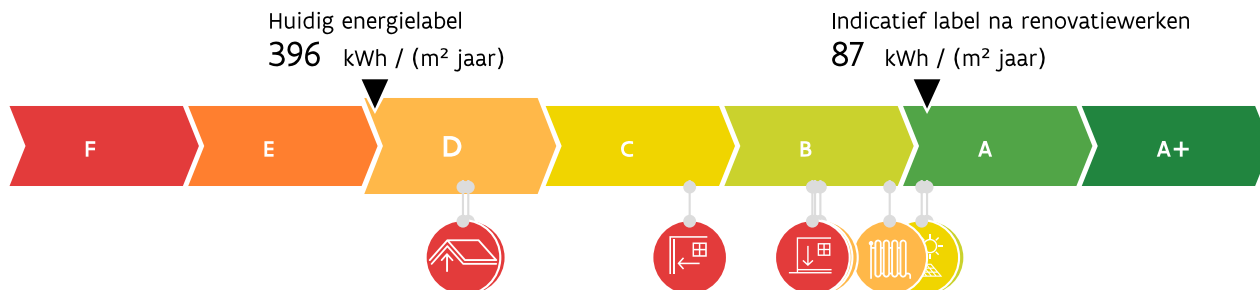 Huidig energielabel
396 kWh / (m² jaar)
Indicatief label na renovatiewerken
87 kWh / (m² jaar)
F E D C B A A+